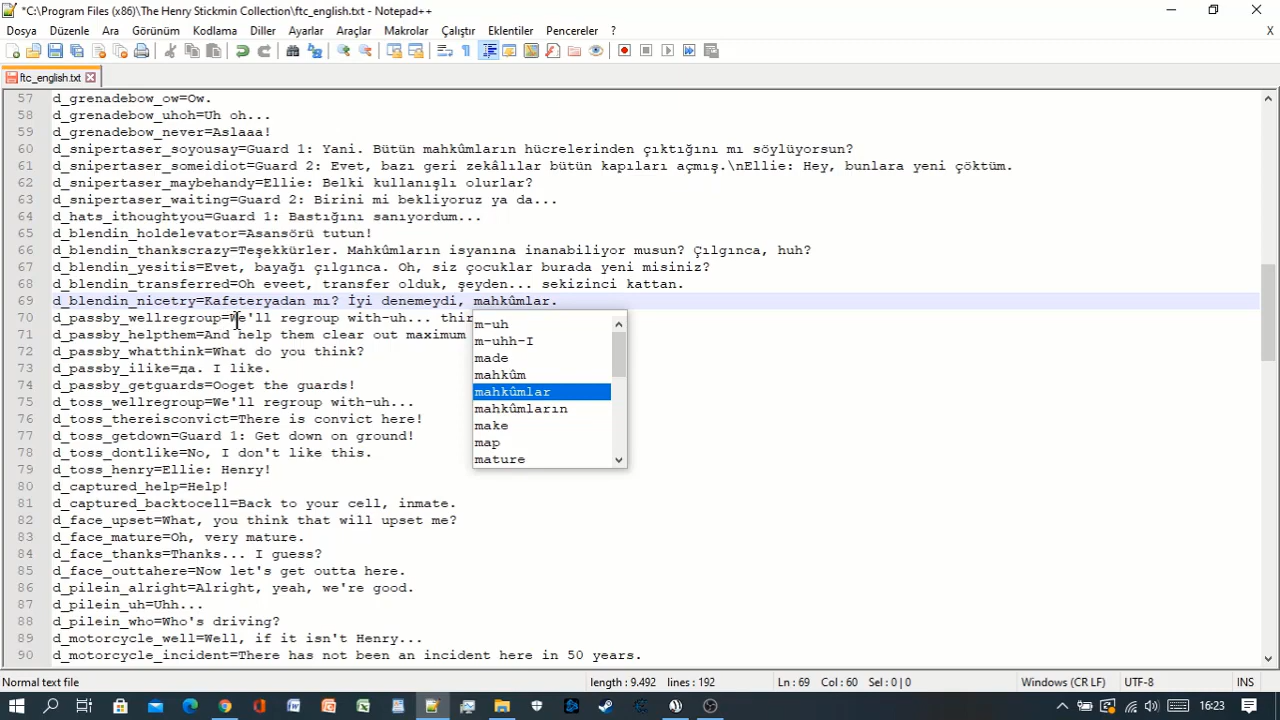 *C:\Program Files (x86)\The Henry Stickmin Collection\ftc_english.txt - Notepad++
Dosya Düzenle Ara Görünüm Kodlama Diller Ayarlar Araçlar Makrolar Çalıştır Eklentiler Pencereler ? X
ftc_english.txt
57 d_grenadebow_ow=Ow.
58 d_grenadebow_uhoh=Uh oh...
59 d_grenadebow_never=Aslaaa!
60 d_snipertaser_soyousay=Guard 1: Yani. Bütün mahkûmların hücrelerinden çıktığını mı söylüyorsun?
61 d_snipertaser_someidiot=Guard 2: Evet, bazı geri zekâlılar bütün kapıları açmış.\nEllie: Hey, bunlara yeni çöktüm.
62 d_snipertaser_maybehandy=Ellie: Belki kullanışlı olurlar?
63 d_snipertaser_waiting=Guard 2: Birini mi bekliyoruz ya da...
64 d_hats_ithoughtyou=Guard 1: Bastığını sanıyordum...
65 d_blendin_holdelevator=Asansörü tutun!
66 d_blendin_thankscrazy=Teşekkürler. Mahkûmların isyanına inanabiliyor musun? Çılgınca, huh?
67 d_blendin_yesitis=Evet, bayağı çılgınca. Oh, siz çocuklar burada yeni misiniz?
68 d_blendin_transferred=Oh eveet, transfer olduk, şeyden... sekizinci kattan.
69 d_blendin_nicetry=Kafeteryadan mı? İyi denemeydi, mahkûmlar.
70 d_passby_wellregroup=We'll regroup with-uh... thir
71 d_passby_helpthem=And help them clear out maximum
72 d_passby_whatthink=What do you think?
73 d_passby_ilike=да. I like.
74 d_passby_getguards=Ooget the guards!
75 d_toss_wellregroup=We'll regroup with-uh...
76 d_toss_thereisconvict=There is convict here!
77 d_toss_getdown=Guard 1: Get down on ground!
78 d_toss_dontlike=No, I don't like this.
79 d_toss_henry=Ellie: Henry!
80 d_captured_help=Help!
81 d_captured_backtocell=Back to your cell, inmate.
82 d_face_upset=What, you think that will upset me?
83 d_face_mature=Oh, very mature.
84 d_face_thanks=Thanks... I guess?
85 d_face_outtahere=Now let's get outta here.
86 d_pilein_alright=Alright, yeah, we're good.
87 d_pilein_uh=Uhh...
88 d_pilein_who=Who's driving?
89 d_motorcycle_well=Well, if it isn't Henry...
90 d_motorcycle_incident=There has not been an incident here in 50 years.
m-uh
m-uhh-I
made
mahkûm
mahkûmlar
mahkûmların
make
map
mature
Normal text file length : 9.492 lines : 192 Ln : 69 Col : 60 Sel : 0 | 0 Windows (CR LF) UTF-8 INS
16:23